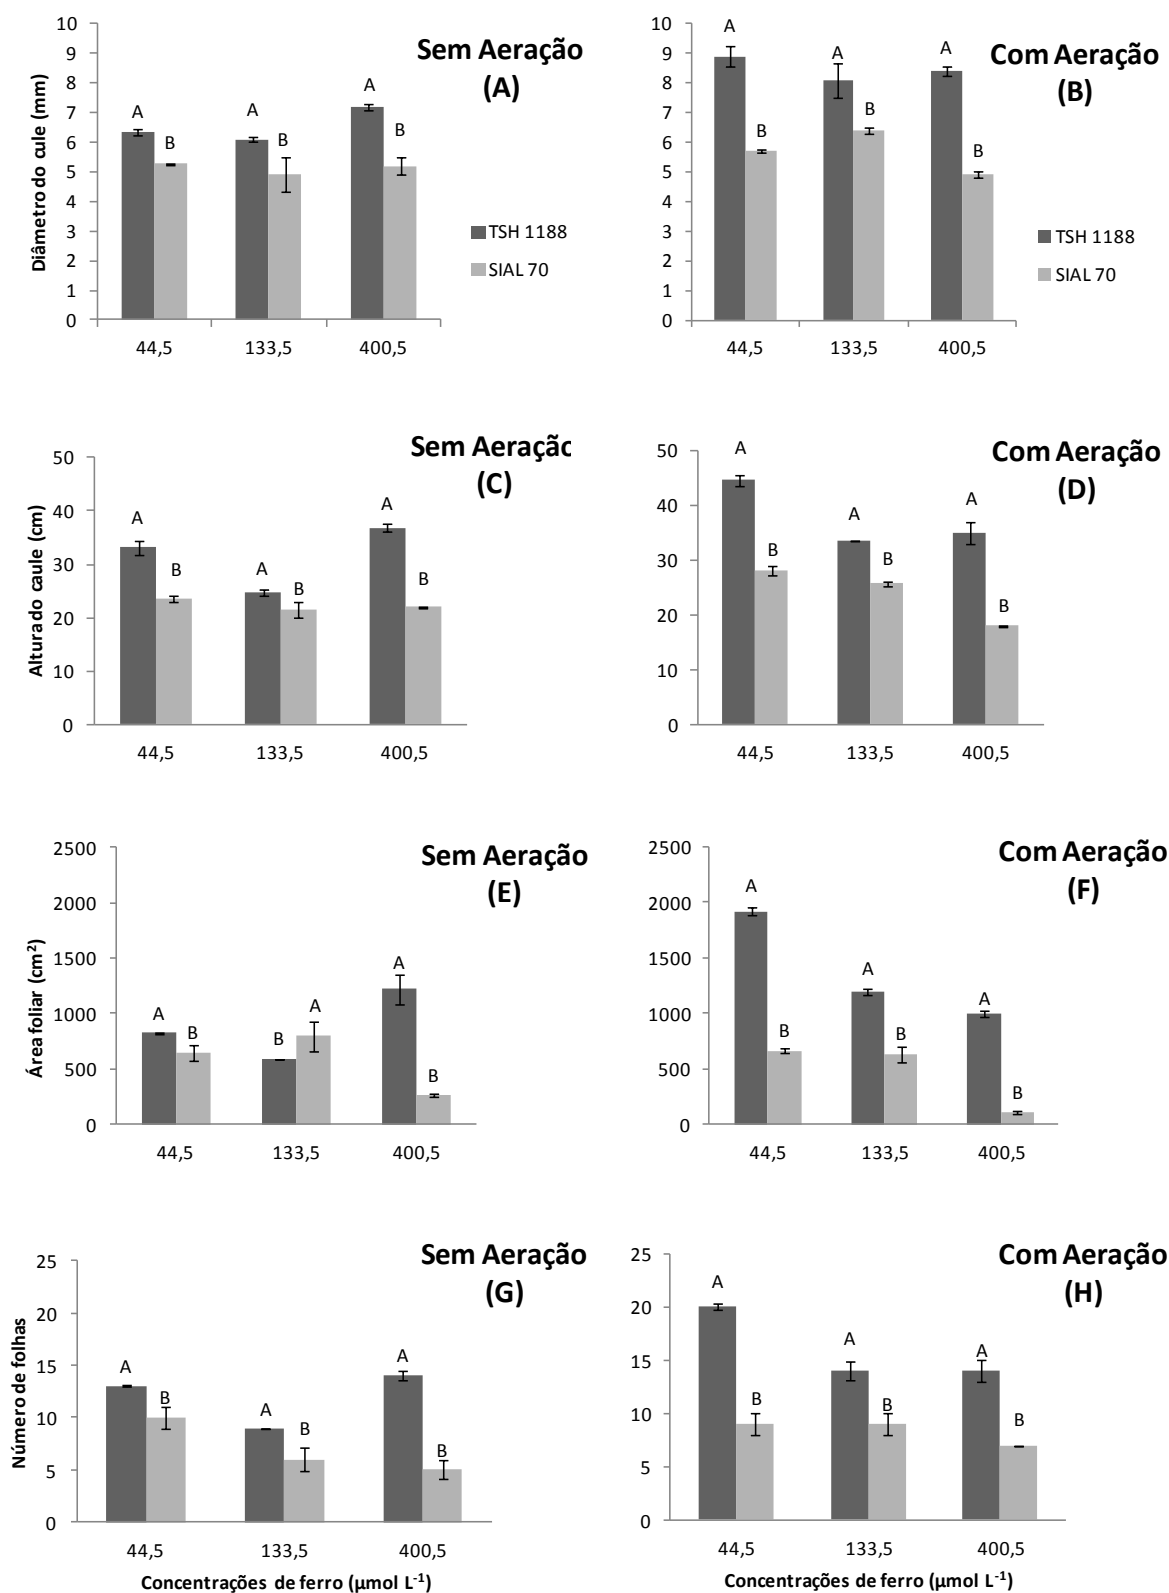 Sem Aeração
(A)
Diâmetro do cule (mm)
10
9
8
7
6
5
4
3
2
1
0
A
B
A
B
A
B
TSH 1188
SIAL 70
44,5 133,5 400,5
Com Aeração
(B)
10
9
8
7
6
5
4
3
2
1
0
A
B
A
B
A
B
TSH 1188
SIAL 70
44,5 133,5 400,5
Sem Aeraçãc
(C)
Alturado caule (cm)
50
40
30
20
10
0
A
B
A
B
A
B
44,5 133,5 400,5
Com Aeração
(D)
50
40
30
20
10
0
A
B
A
B
A
B
44,5 133,5 400,5
Sem Aeração
(E)
Área foliar (cm²)
2500
2000
1500
1000
500
0
A
B
B
A
A
B
44,5 133,5 400,5
Com Aeração
(F)
2500
2000
1500
1000
500
0
A
B
A
B
A
B
44,5 133,5 400,5
Sem Aeração
(G)
Número de folhas
25
20
15
10
5
0
A
B
A
B
A
B
44,5 133,5 400,5
Concentrações de ferro (µmol L⁻¹)
Com Aeração
(H)
25
20
15
10
5
0
A
B
A
B
A
B
44,5 133,5 400,5
Concentrações de ferro (µmol L⁻¹)